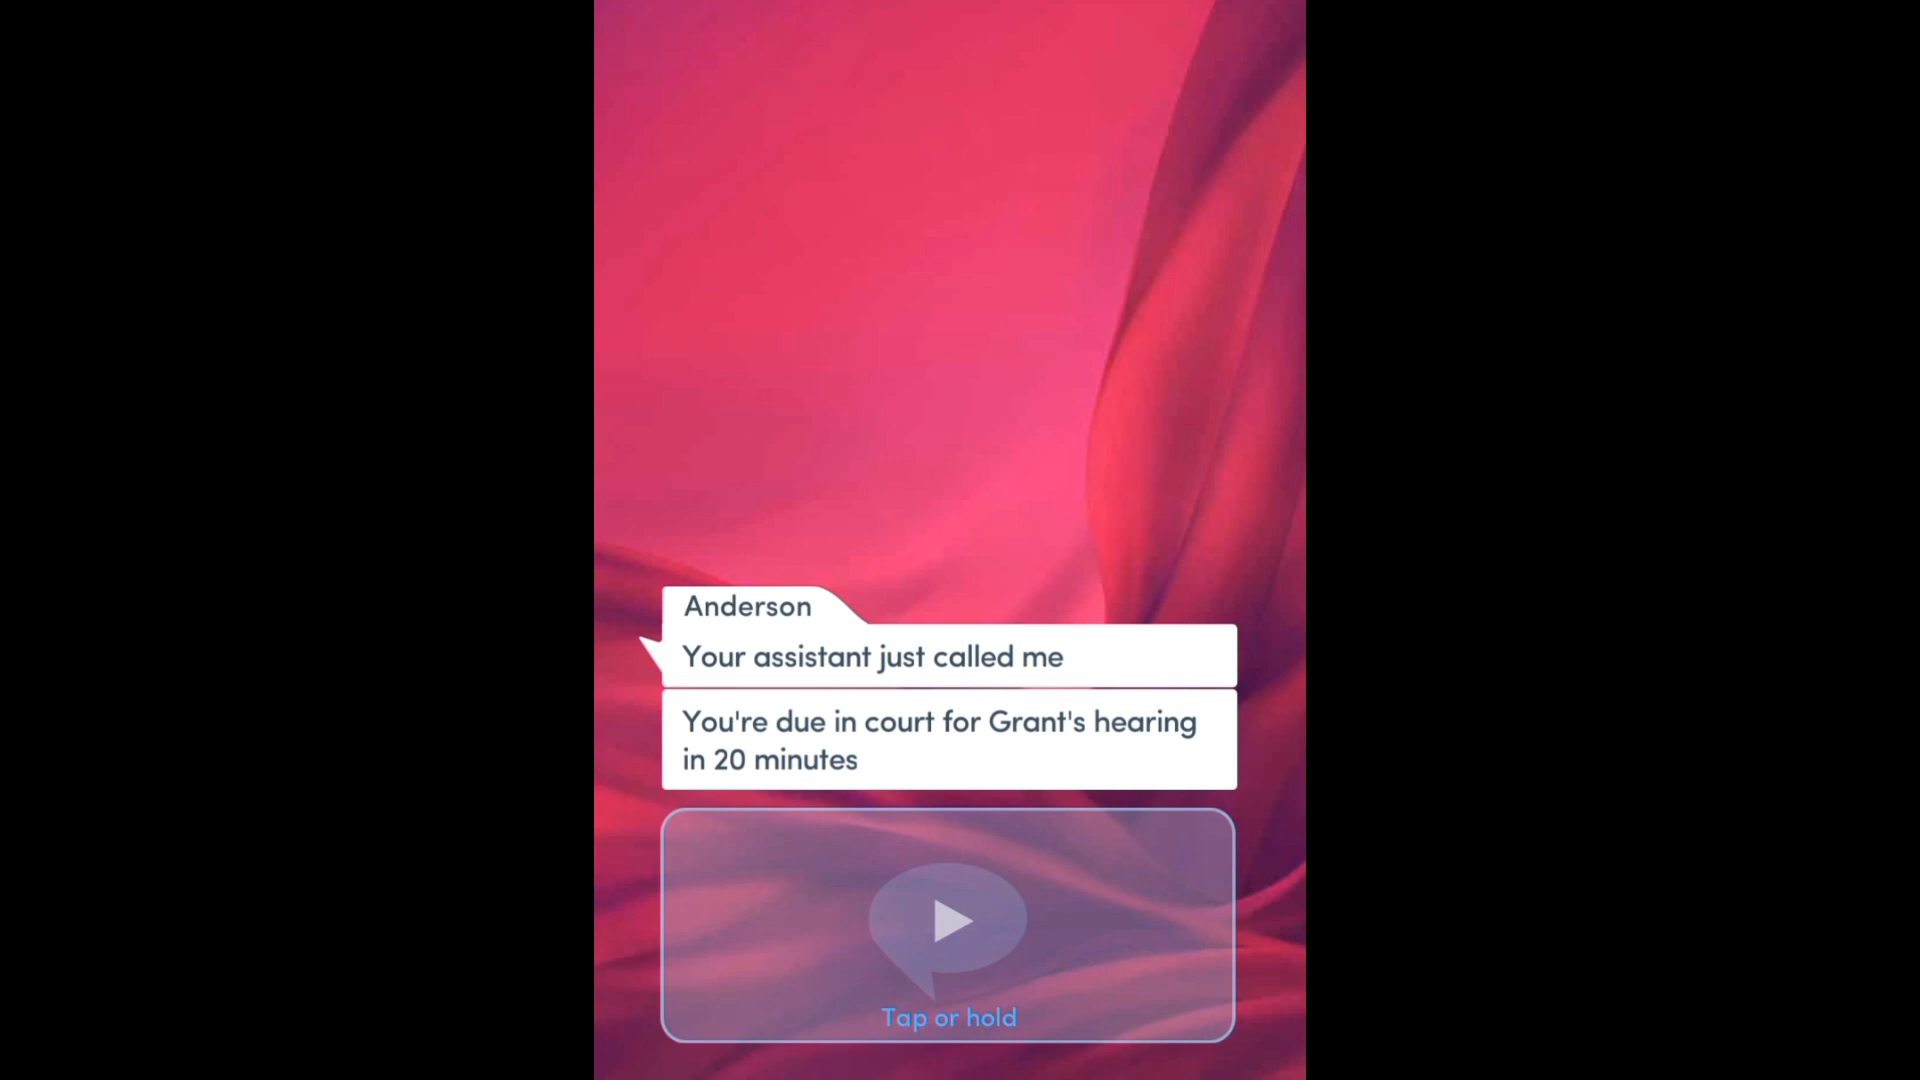 Anderson
Your assistant just called me
You're due in court for Grant's hearing
in 20 minutes
Tap or hold